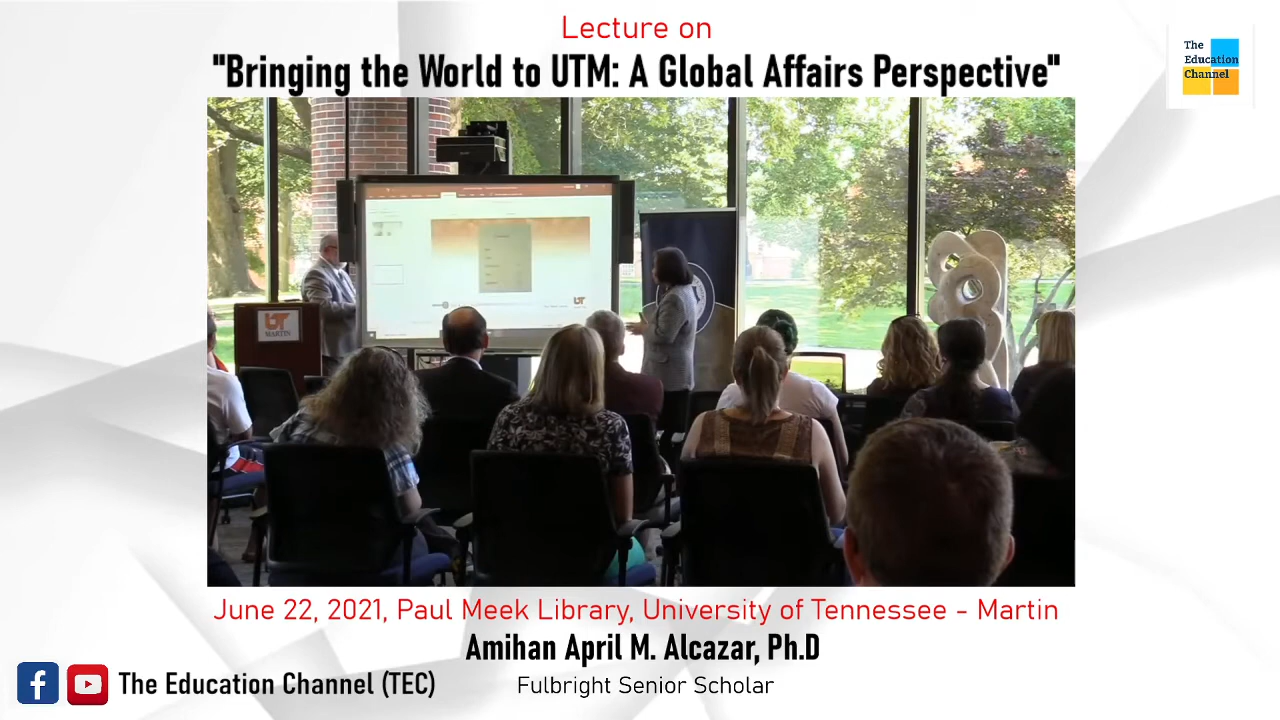 Lecture on
"Bringing the World to UTM: A Global Affairs Perspective"
The
Education
Channel
UT
MARTIN
UT
June 22, 2021, Paul Meek Library, University of Tennessee - Martin
Amihan April M. Alcazar, Ph.D
The Education Channel (TEC)
Fulbright Senior Scholar